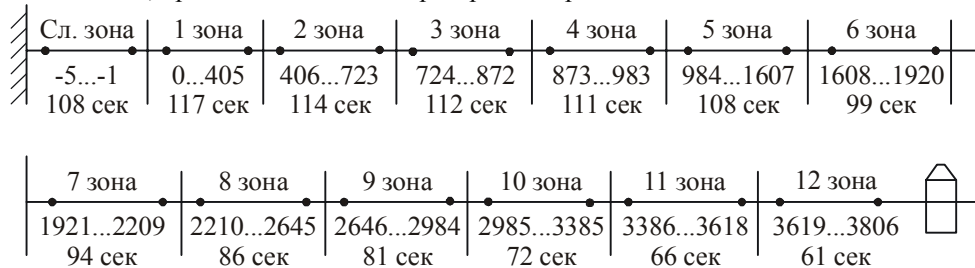 Сл. зона 1 зона 2 зона 3 зона 4 зона 5 зона 6 зона
-5...-1 0...405 406...723 724...872 873...983 984...1607 1608...1920
108 сек 117 сек 114 сек 112 сек 111 сек 108 сек 99 сек
7 зона 8 зона 9 зона 10 зона 11 зона 12 зона
1921...2209 2210...2645 2646...2984 2985...3385 3386...3618 3619...3806
94 сек 86 сек 81 сек 72 сек 66 сек 61 сек